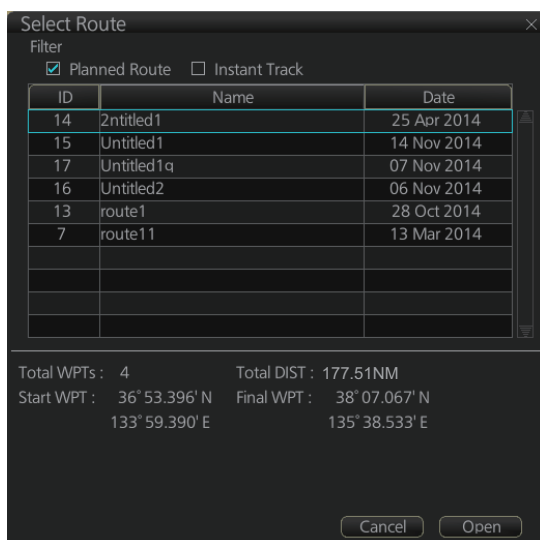 Select Route
Filter
Planned Route Instant Track
ID Name Date
14 2ntitled1 25 Apr 2014
15 Untitled1 14 Nov 2014
17 Untitled1q 07 Nov 2014
16 Untitled2 06 Nov 2014
13 route1 28 Oct 2014
7 route11 13 Mar 2014
Total WPTs : 4 Total DIST : 177.51NM
Start WPT : 36° 53.396' N Final WPT : 38° 07.067' N
133° 59.390' E 135° 38.533' E
Cancel Open